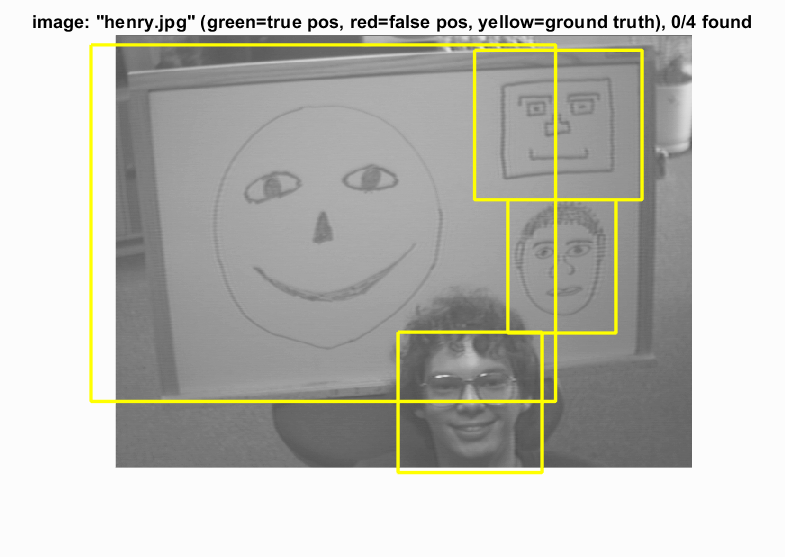 image: "henry.jpg" (green=true pos, red=false pos, yellow=ground truth), 0/4 found